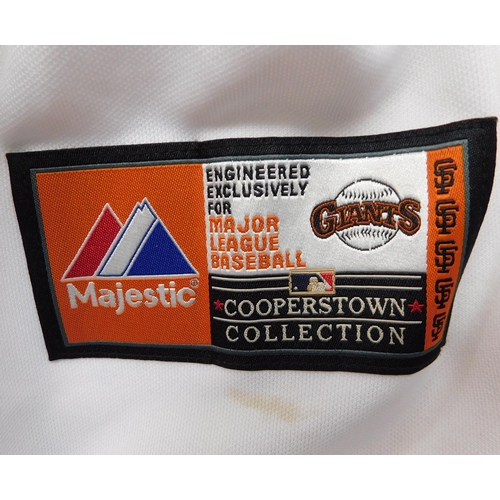 Majestic®
ENGINEERED
EXCLUSIVELY
FOR
MAJOR
LEAGUE
BASEBALL
GIANTS
COOPERSTOWN
COLLECTION
SF SF SF SF SF